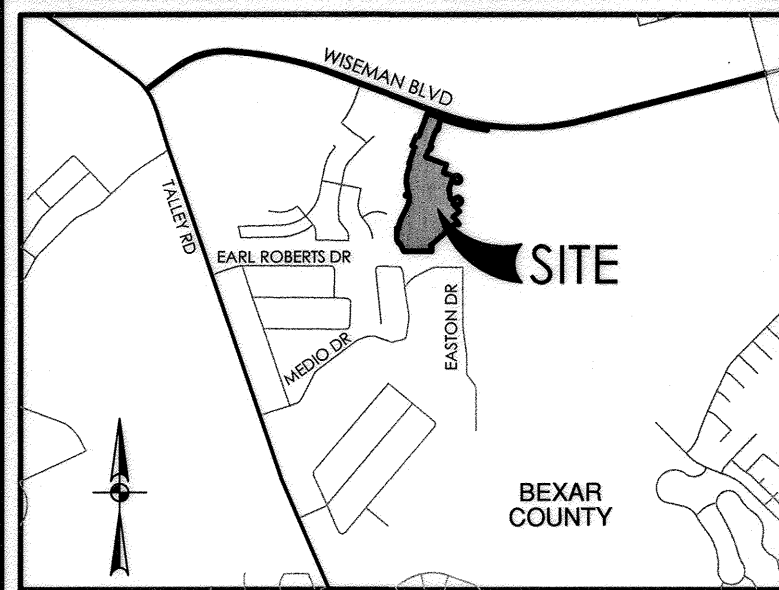 WISEMAN BLVD
TALLEY RD
EARL ROBERTS DR
SITE
EASTON DR
MEDIO DR
BEXAR
COUNTY